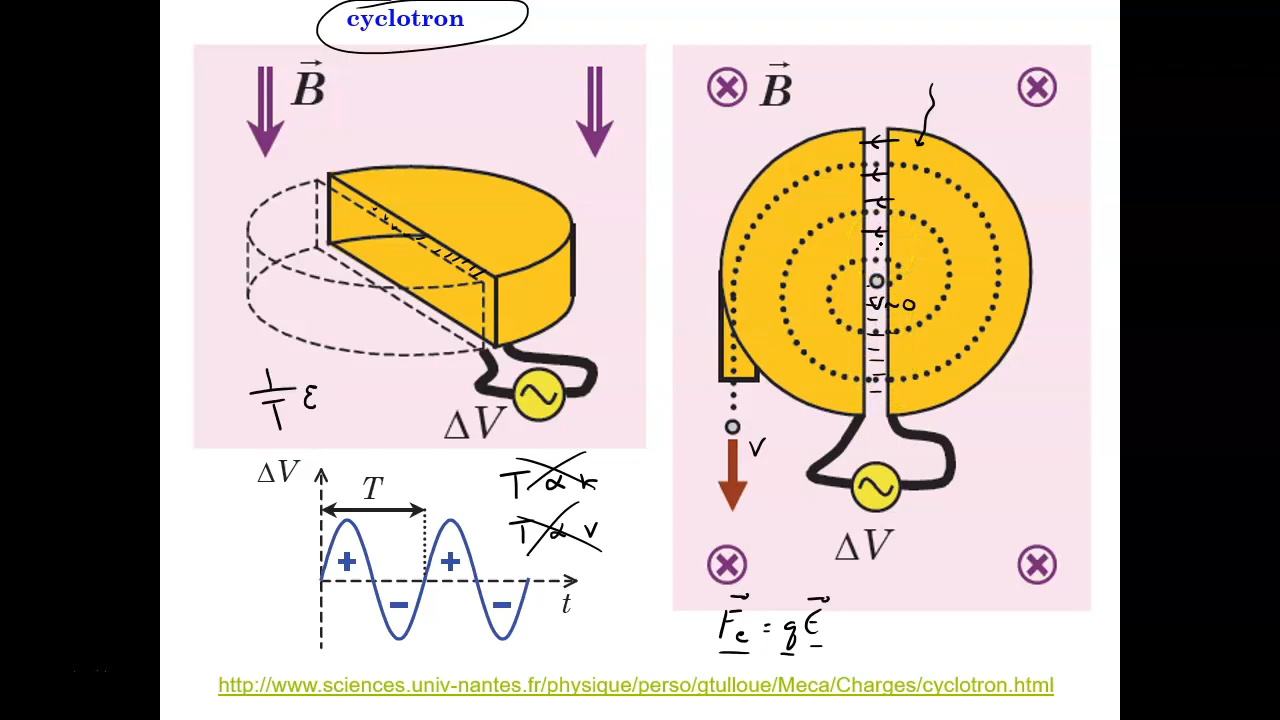 cyclotron
B
B
V~0
1/T ε
ΔV
V
ΔV
T
T α r
+
+
T α v
-
-
t
ΔV
Fe = qE
http://www.sciences.univ-nantes.fr/physique/perso/gtulloue/Meca/Charges/cyclotron.html